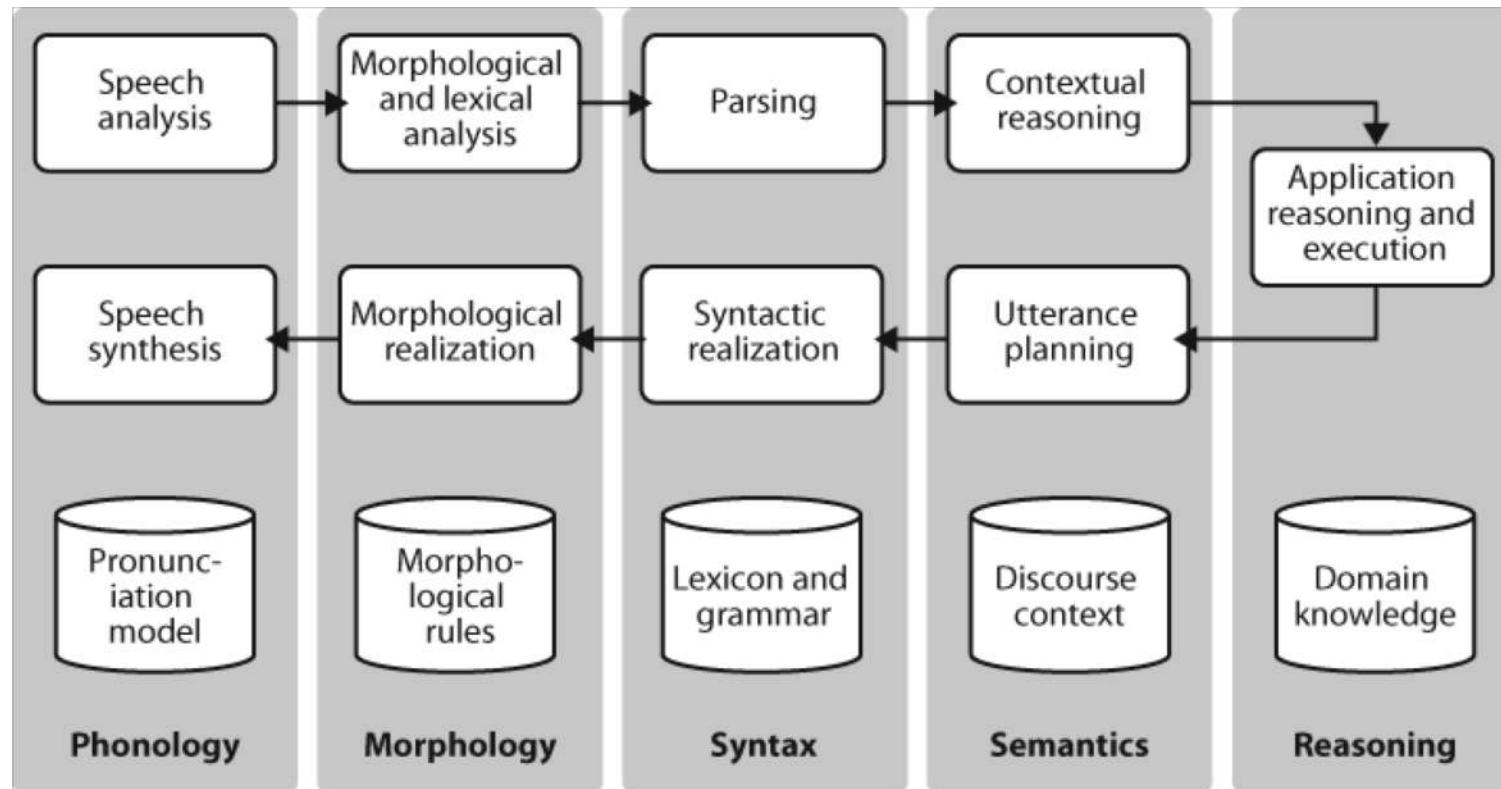 Speech
analysis
Morphological
and lexical
analysis
Parsing
Contextual
reasoning
Application
reasoning and
execution
Speech
synthesis
Morphological
realization
Syntactic
realization
Utterance
planning
Pronunc-
iation
model
Morpho-
logical
rules
Lexicon and
grammar
Discourse
context
Domain
knowledge
Phonology
Morphology
Syntax
Semantics
Reasoning